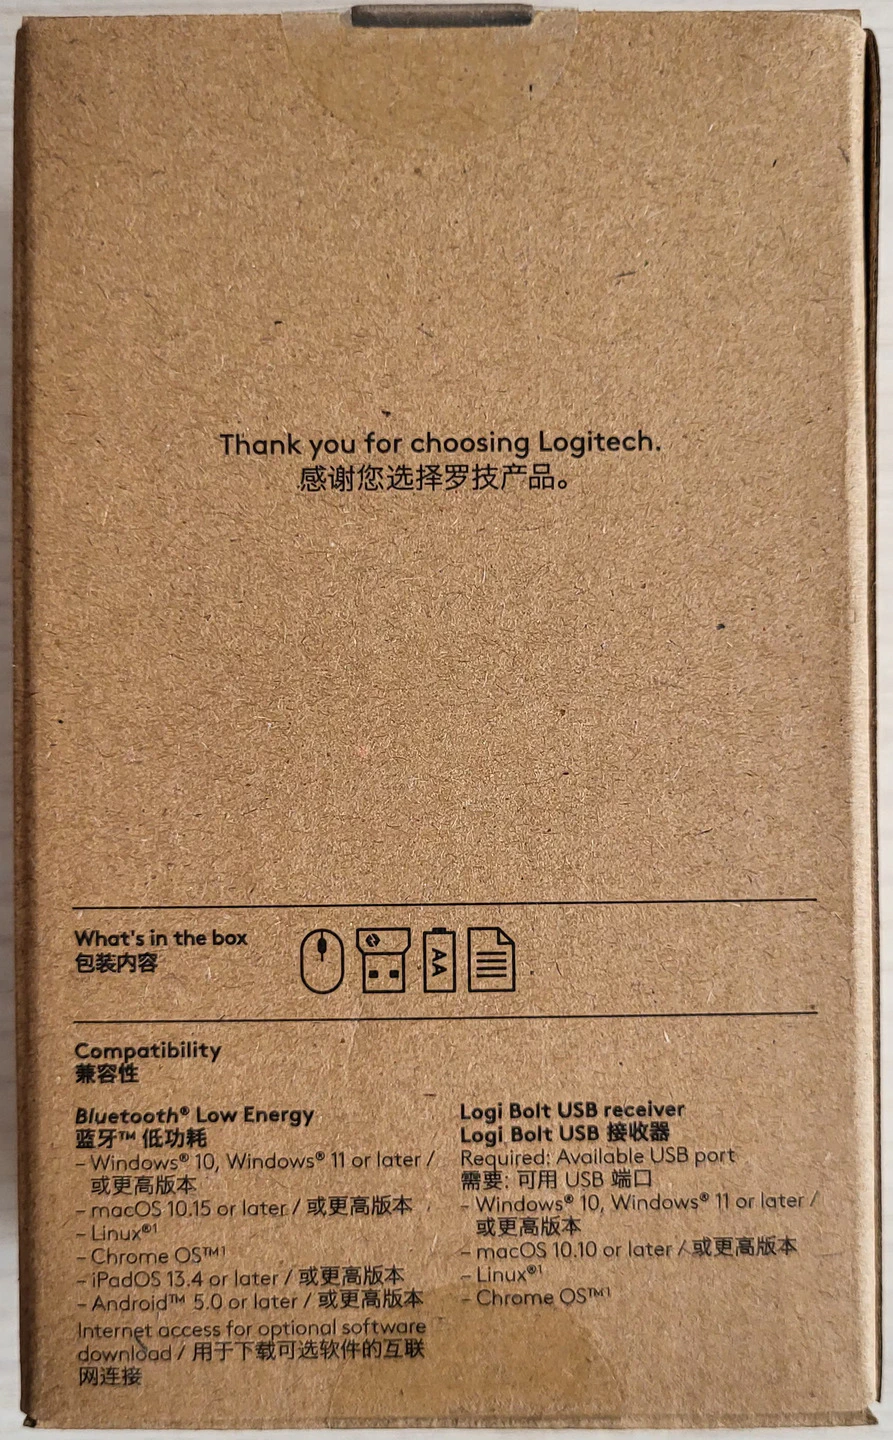 Thank you for choosing Logitech.
感谢您选择罗技产品。
What's in the box
包装内容
AA
Compatibility
兼容性
Bluetooth® Low Energy
蓝牙™ 低功耗
– Windows® 10, Windows® 11 or later /
或更高版本
– macOS 10.15 or later / 或更高版本
– Linux®¹
– Chrome OS™¹
– iPadOS 13.4 or later / 或更高版本
– Android™ 5.0 or later / 或更高版本
Internet access for optional software
download / 用于下载可选软件的互联
网连接
Logi Bolt USB receiver
Logi Bolt USB 接收器
Required: Available USB port
需要: 可用 USB 端口
– Windows® 10, Windows® 11 or later /
或更高版本
– macOS 10.10 or later / 或更高版本
– Linux®¹
– Chrome OS™¹